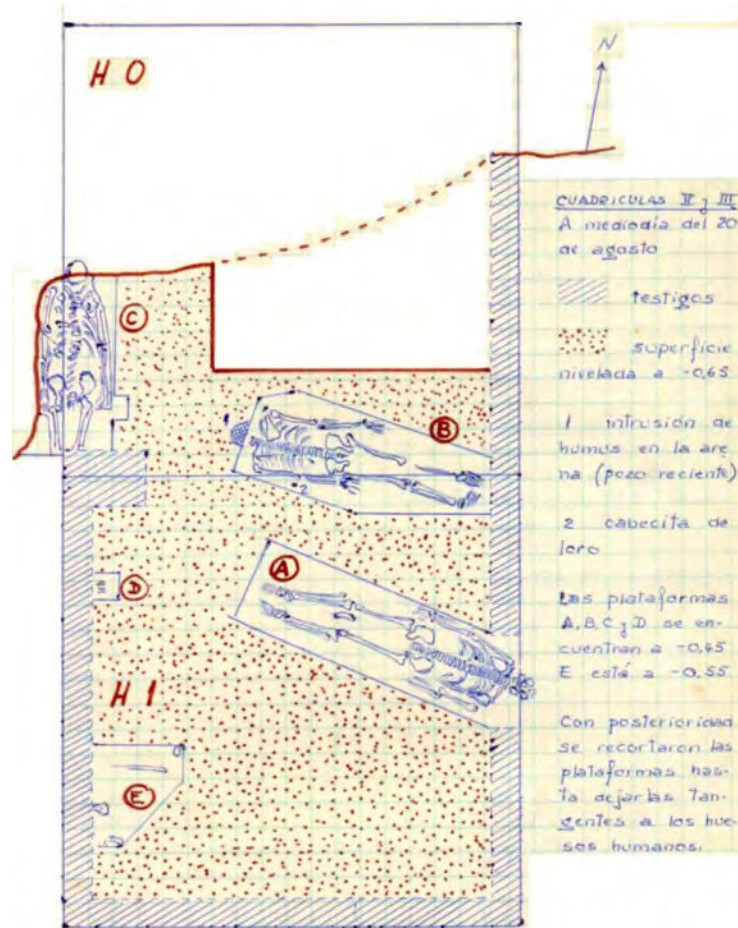 H 0
N
CUADRICULAS II y III
A mediodía del 20
de agosto
testigos
superficie
nivelada a -0,65
1 intrusión de
humus en la are
na (pozo reciente)
2 cabecita de
loro
Las plataformas
A, B, C y D se en-
cuentran a -0,45
E está a -0,55
Con posterioridad
se recortaron las
plataformas has-
ta dejarlas tan-
gentes a los hue-
sos humanos.
C
B
1
2
A
D
H 1
E